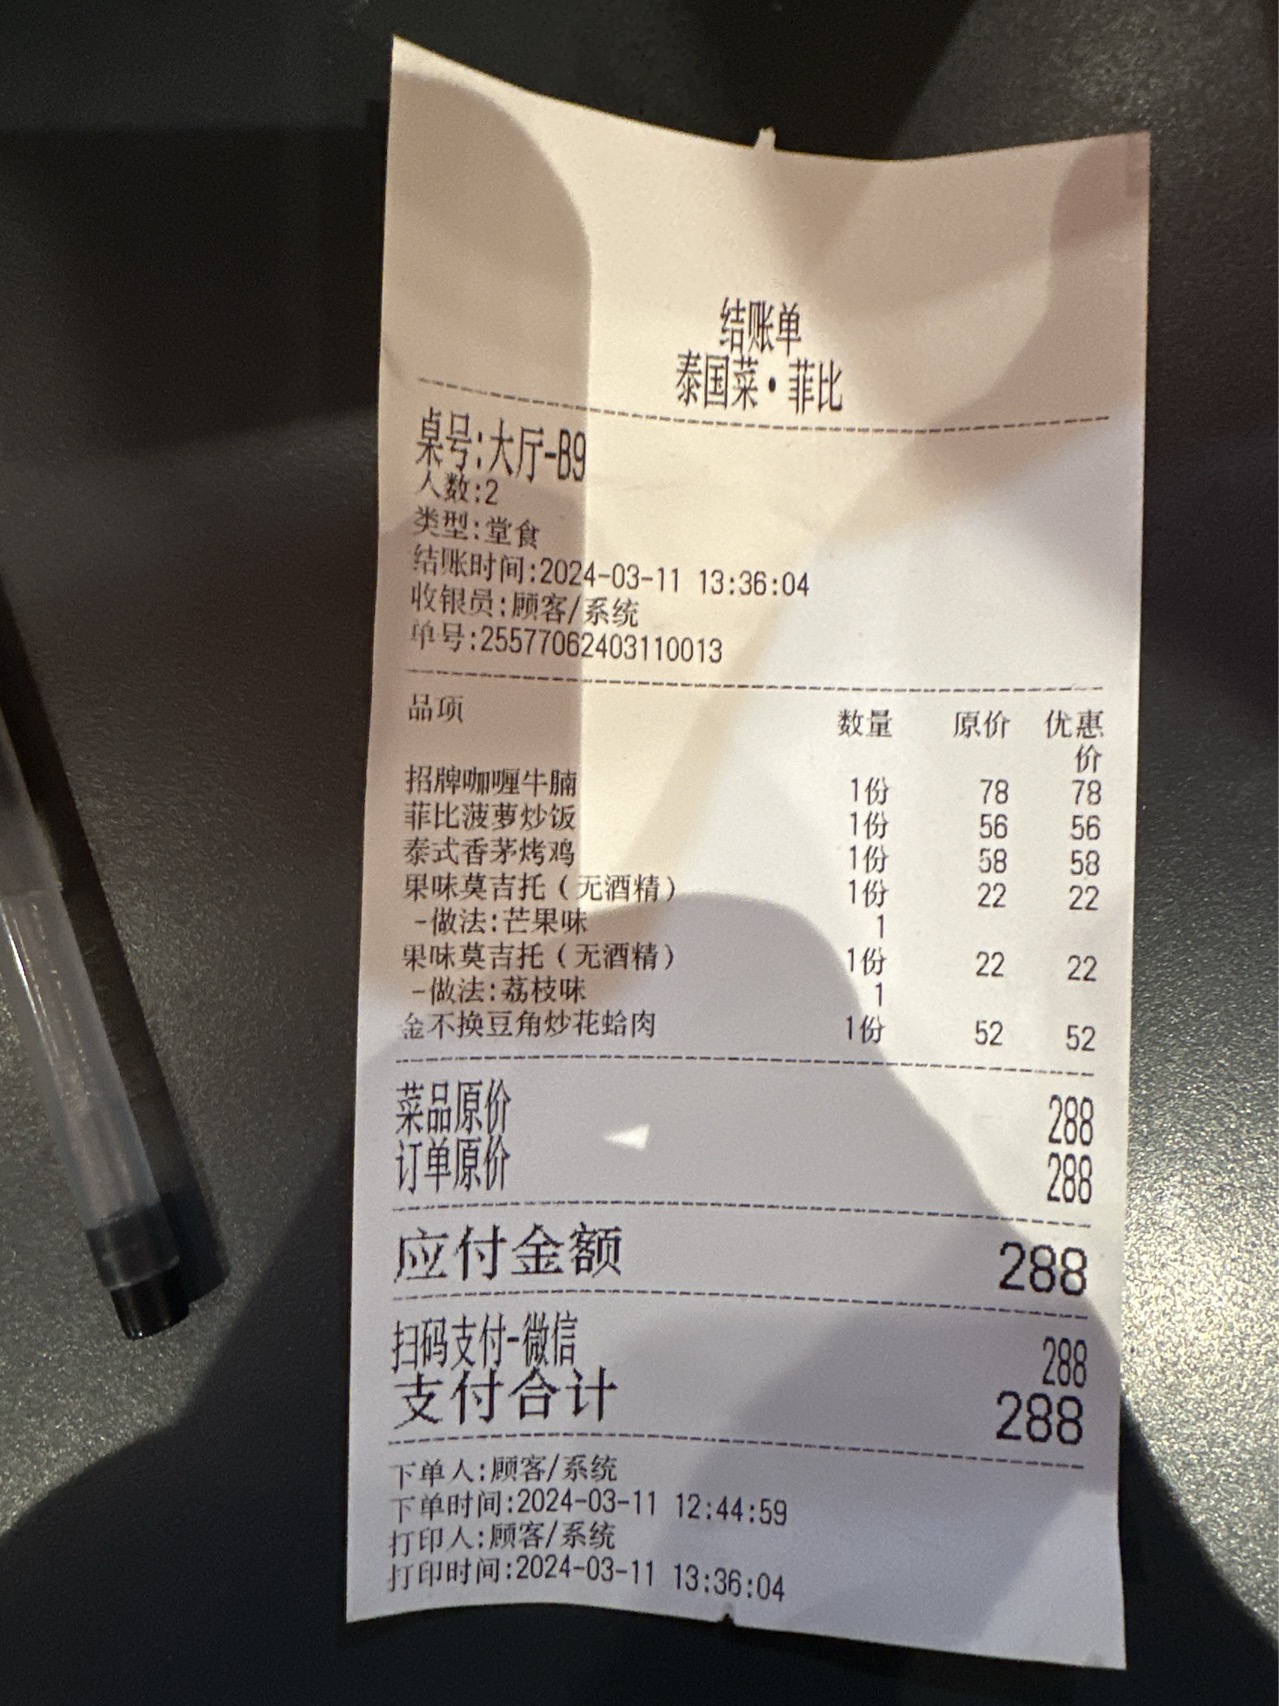 结账单
泰国菜·菲比
桌号:大厅-B9
人数:2
类型:堂食
结账时间:2024-03-11 13:36:04
收银员:顾客/系统
单号:25577062403110013
品项 数量 原价 优惠价
招牌咖喱牛腩 1份 78 78
菲比菠萝炒饭 1份 56 56
泰式香茅烤鸡 1份 58 58
果味莫吉托(无酒精) 1份 22 22
-做法:芒果味 1
果味莫吉托(无酒精) 1份 22 22
-做法:荔枝味 1
金不换豆角炒花蛤肉 1份 52 52
菜品原价 288
订单原价 288
应付金额 288
扫码支付-微信 288
支付合计 288
下单人:顾客/系统
下单时间:2024-03-11 12:44:59
打印人:顾客/系统
打印时间:2024-03-11 13:36:04